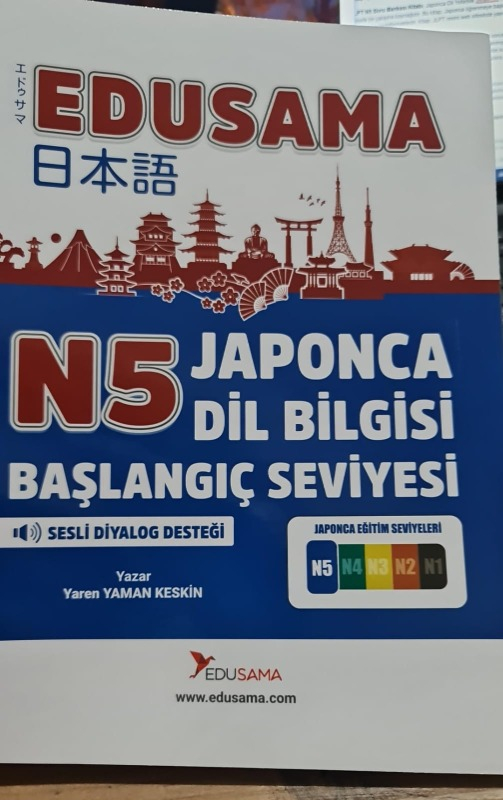 エドゥサマ
EDUSAMA
日本語
N5
JAPONCA
DİL BİLGİSİ
BAŞLANGIÇ SEVİYESİ
SESLİ DİYALOG DESTEĞİ
Yazar
Yaren YAMAN KESKİN
JAPONCA EĞİTİM SEVİYELERİ
N5 N4 N3 N2 N1
EDUSAMA
www.edusama.com